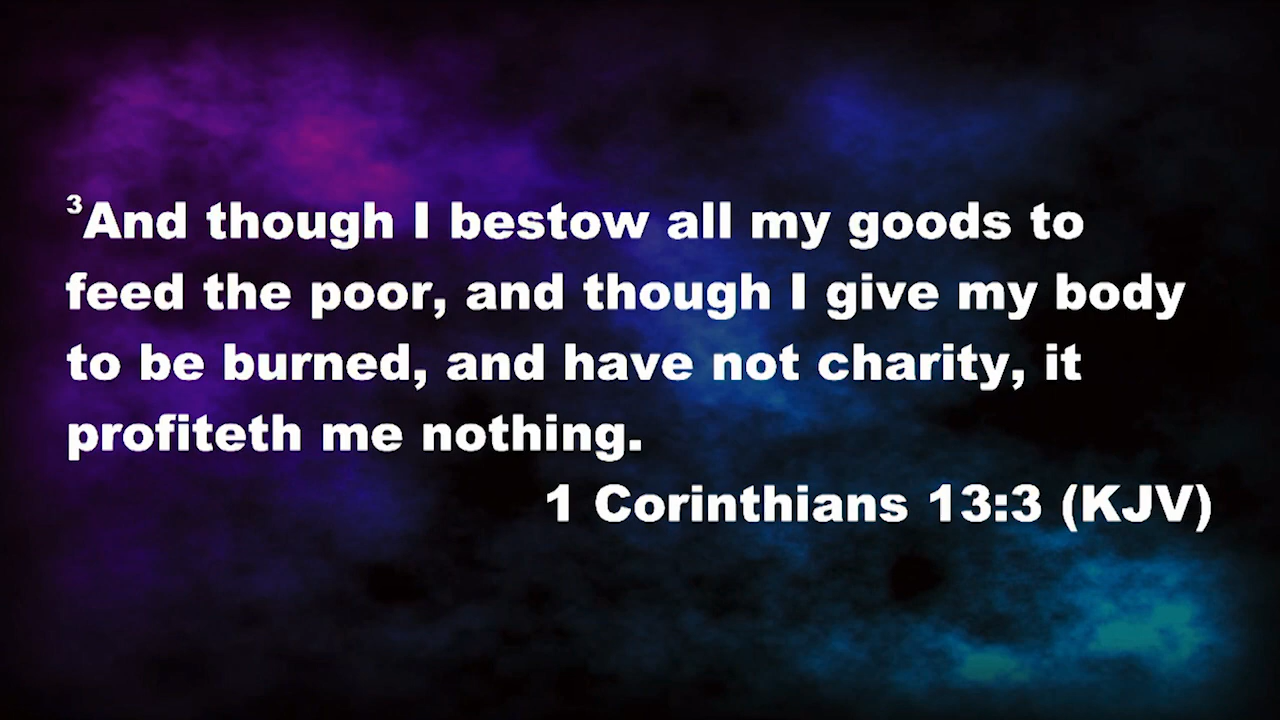 ³And though I bestow all my goods to
feed the poor, and though I give my body
to be burned, and have not charity, it
profiteth me nothing.
1 Corinthians 13:3 (KJV)